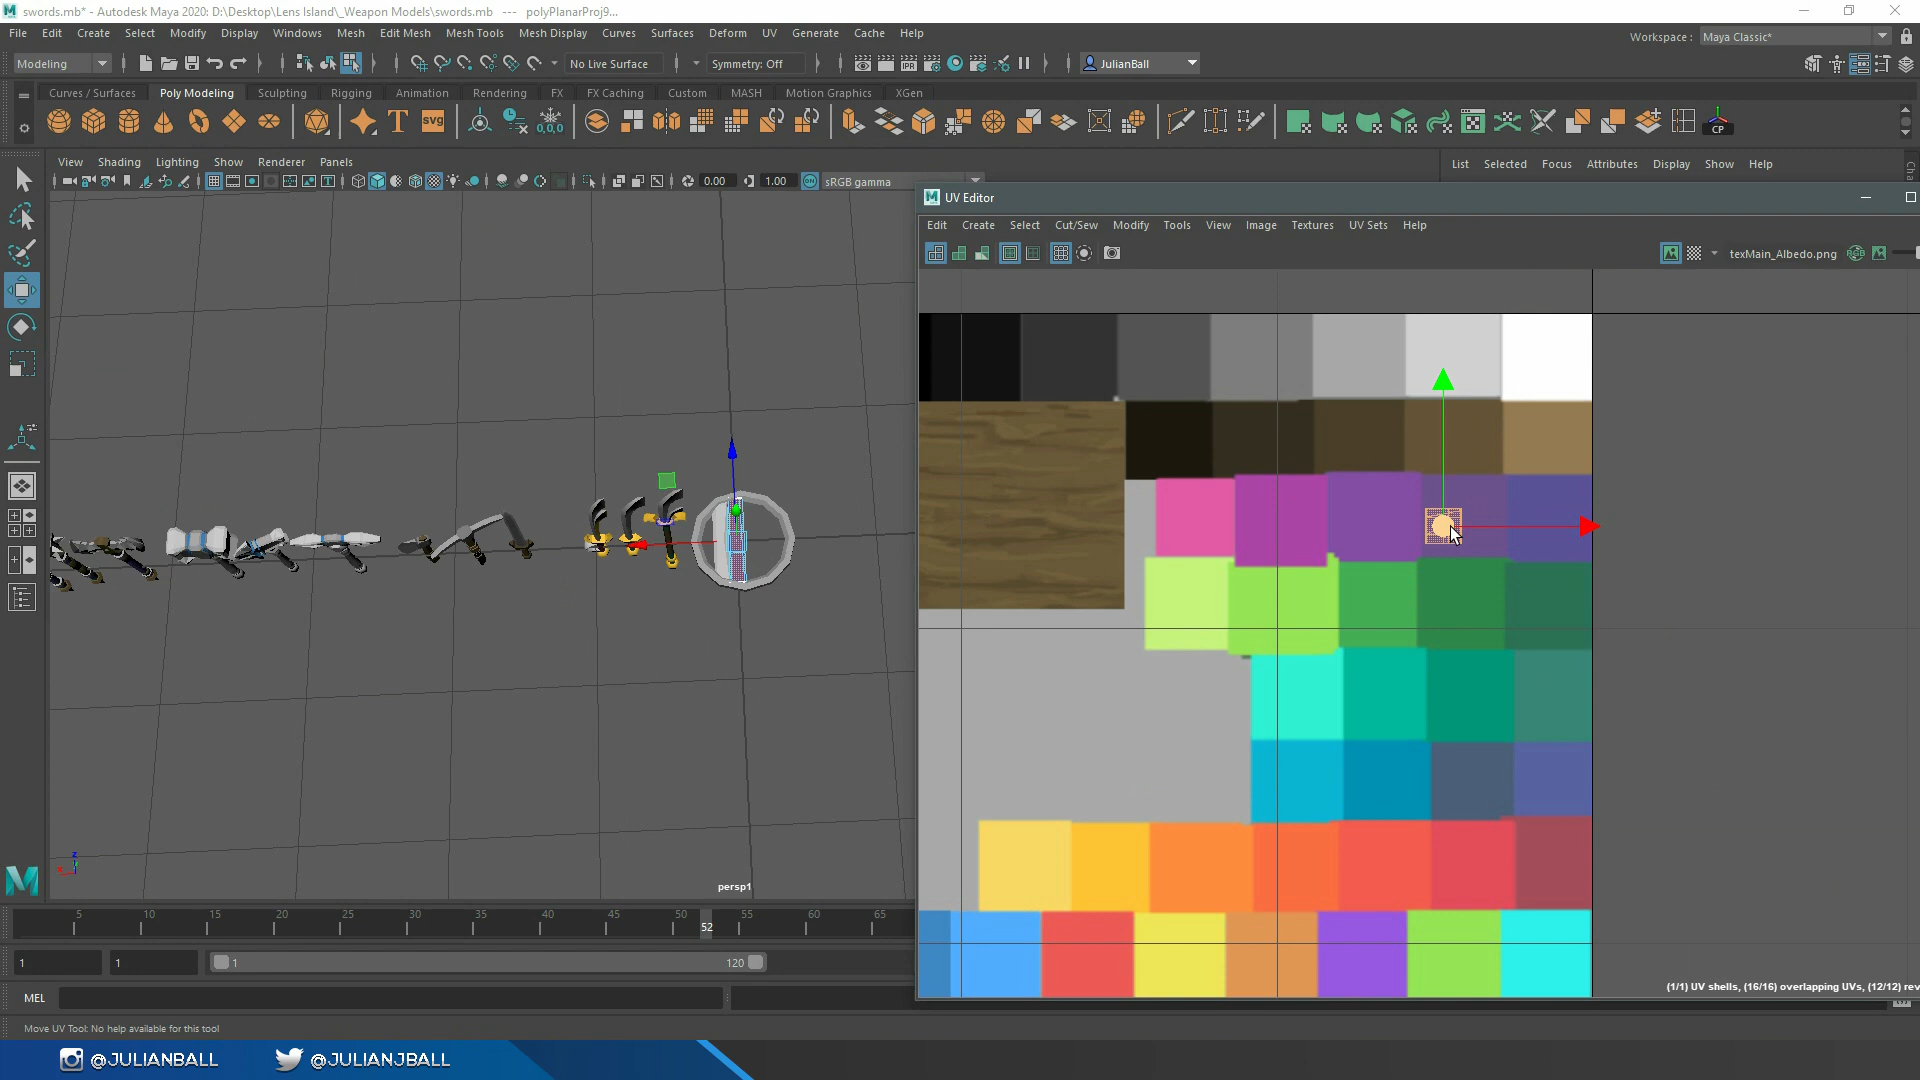 swords.mb* - Autodesk Maya 2020: D:\Desktop\Lens Island\_Weapon Models\swords.mb --- polyPlanarProj9...
File Edit Create Select Modify Display Windows Mesh Edit Mesh Mesh Tools Mesh Display Curves Surfaces Deform UV Generate Cache Help
Workspace : Maya Classic*
Modeling No Live Surface Symmetry: Off JulianBall
Curves / Surfaces Poly Modeling Sculpting Rigging Animation Rendering FX FX Caching Custom MASH Motion Graphics XGen
T SVG 0,0,0 CP
View Shading Lighting Show Renderer Panels
List Selected Focus Attributes Display Show Help
0.00 1.00 ON sRGB gamma
UV Editor
Edit Create Select Cut/Sew Modify Tools View Image Textures UV Sets Help
texMain_Albedo.png RGB
z
x
persp1
5 10 15 20 25 30 35 40 45 50 55 60 65
52
1 1 1 120
(1/1) UV shells, (16/16) overlapping UVs, (12/12) rev
MEL
Move UV Tool: No help available for this tool
@JULIANBALL @JULIANJBALL